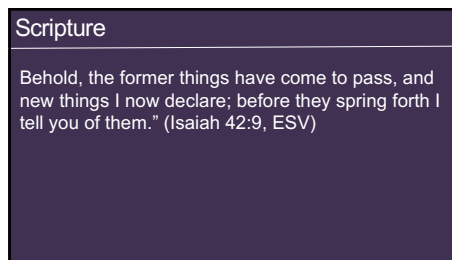 Scripture
Behold, the former things have come to pass, and
new things I now declare; before they spring forth I
tell you of them.” (Isaiah 42:9, ESV)